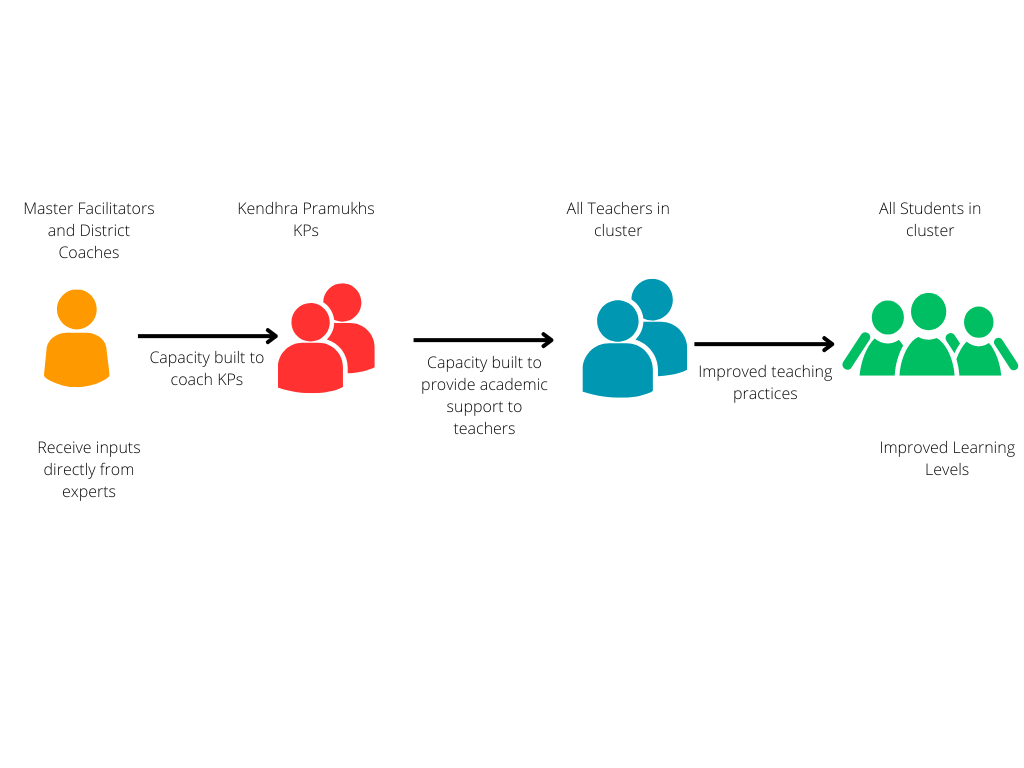 Master Facilitators
and District
Coaches
Kendhra Pramukhs
KPs
All Teachers in
cluster
All Students in
cluster
Capacity built to
coach KPs
Capacity built to
provide academic
support to
teachers
Improved teaching
practices
Receive inputs
directly from
experts
Improved Learning
Levels